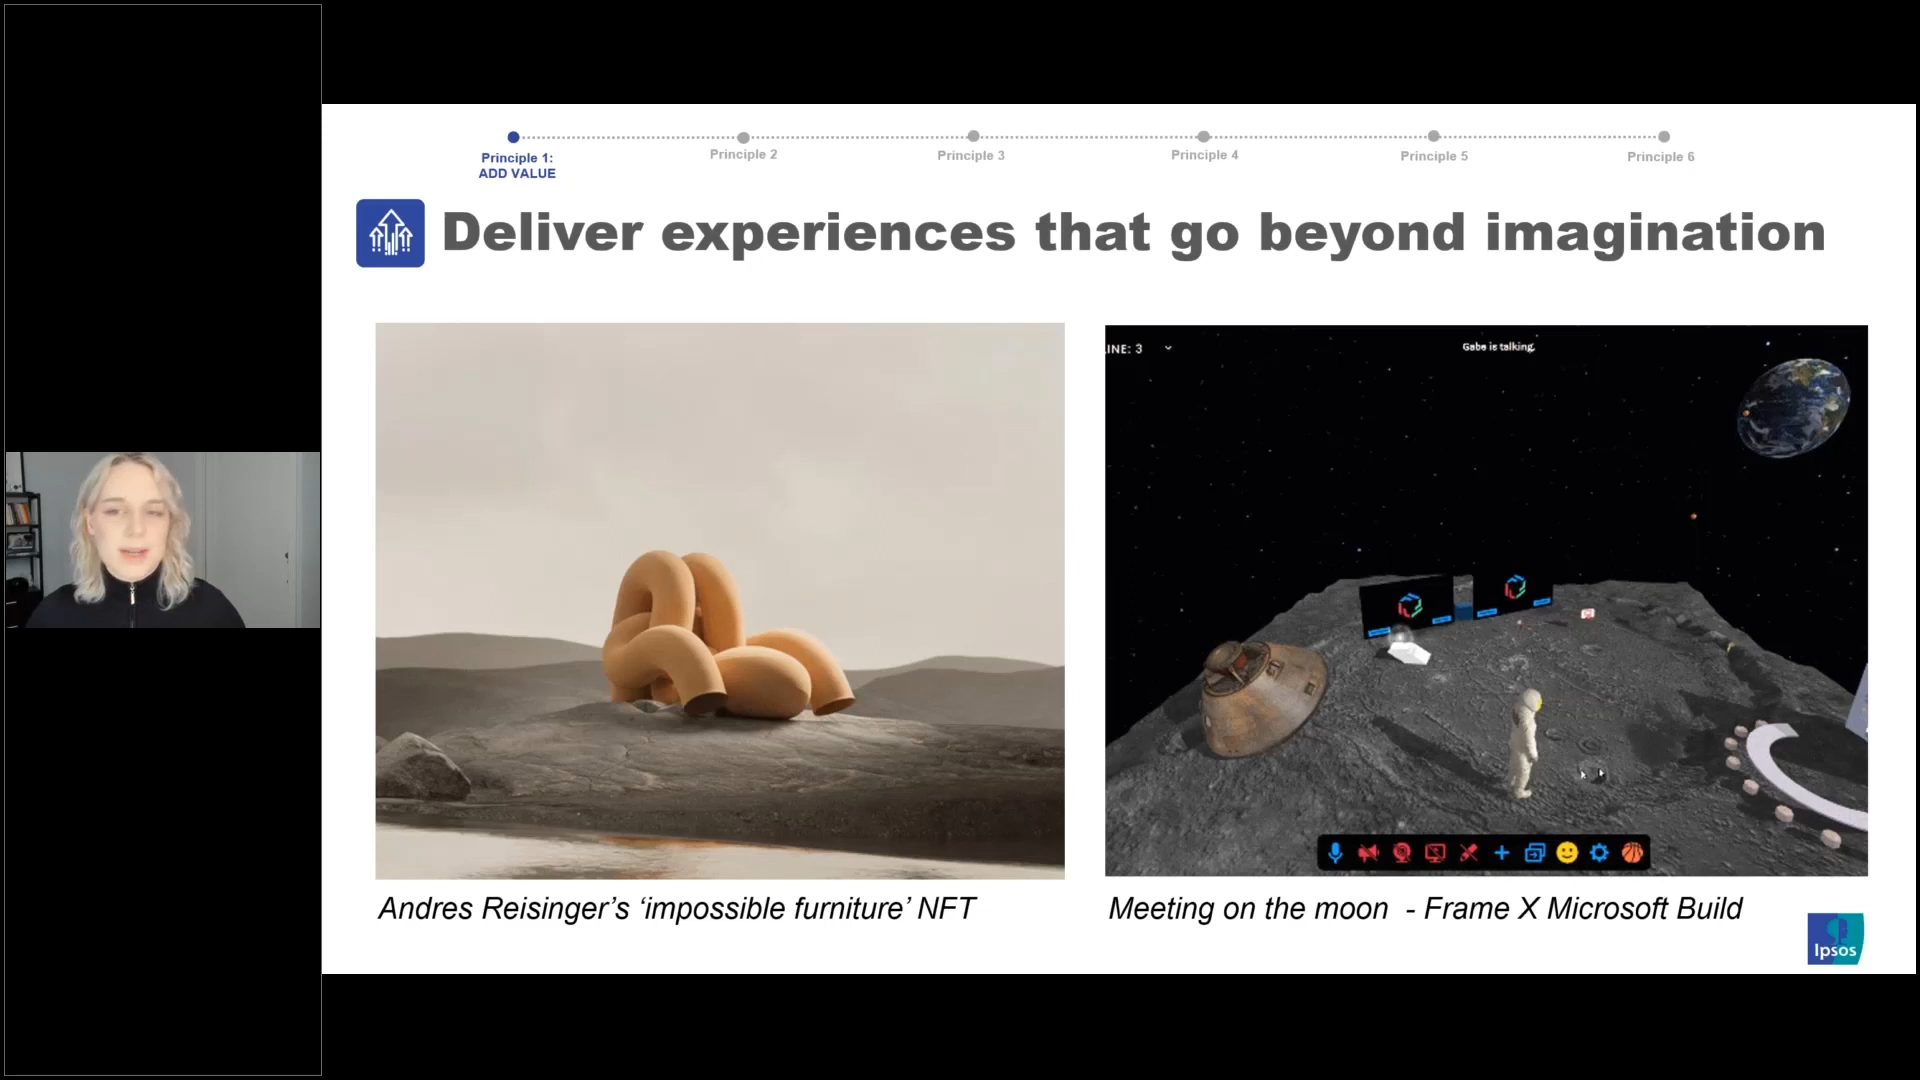 Principle 1:
ADD VALUE
Principle 2
Principle 3
Principle 4
Principle 5
Principle 6
Deliver experiences that go beyond imagination
INE: 3
Gabe is talking.
Andres Reisinger’s ‘impossible furniture’ NFT
Meeting on the moon - Frame X Microsoft Build
Ipsos